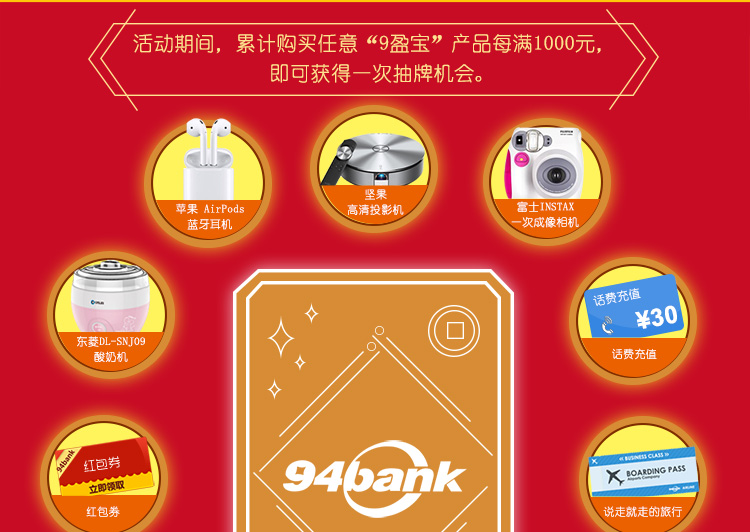 活动期间，累计购买任意“9盈宝”产品每满1000元，
即可获得一次抽牌机会。
苹果 AirPods
蓝牙耳机
坚果
高清投影机
富士INSTAX
一次成像相机
东菱DL-SNJ09
酸奶机
话费充值
¥30
话费充值
94bank
红包券
立即领取
红包券
94bank
≪ BUSINESS CLASS ≫
BOARDING PASS
Airports Company
说走就走的旅行